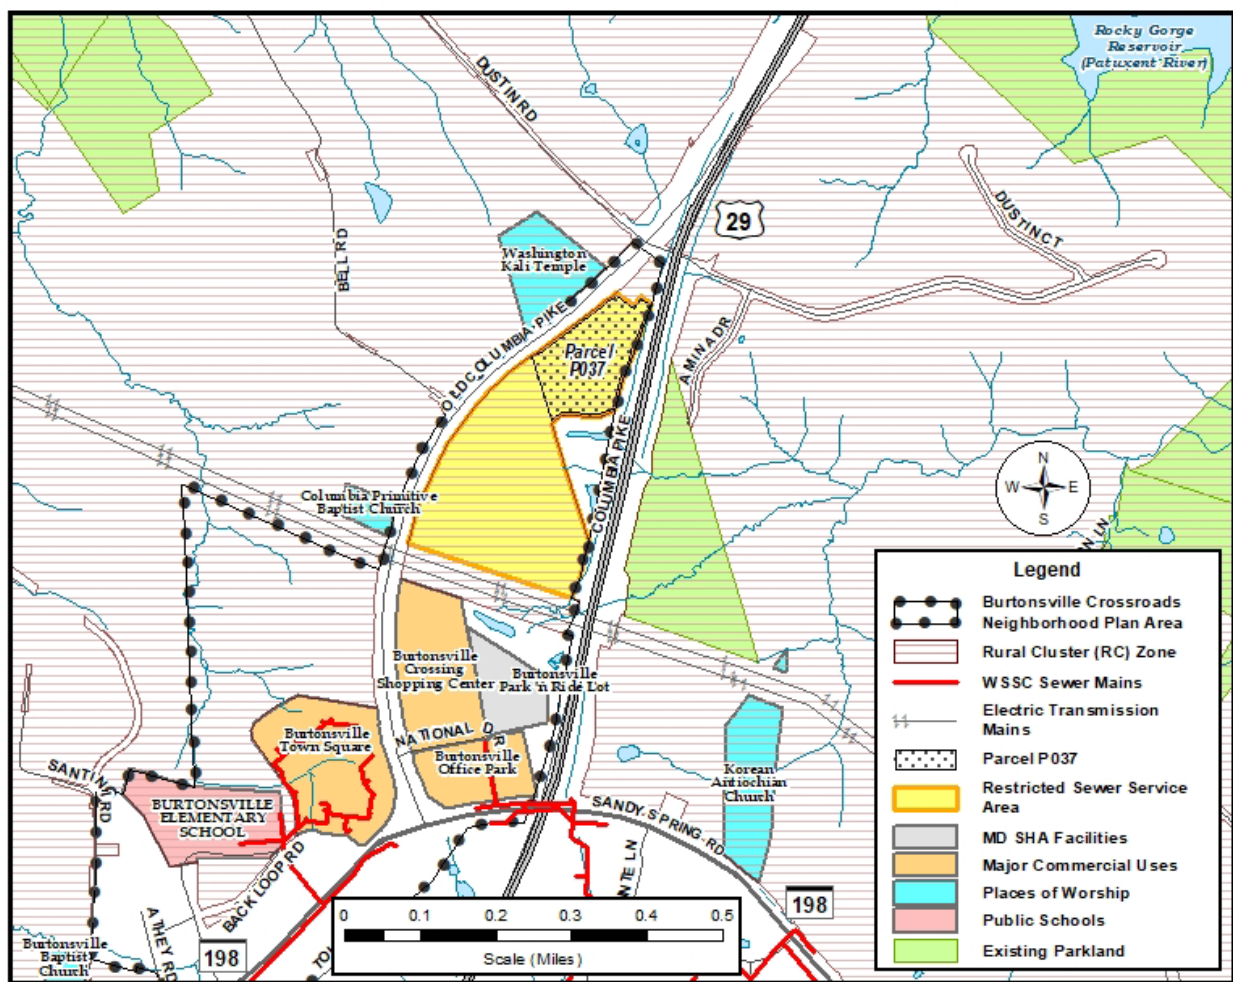 Rocky Gorge
Reservoir
(Patuxent River)
DUSTIN RD
29
DUSTIN CT
BELL RD
Washington
Kali Temple
OLD COLUMBIA PIKE
Parcel
P037
AMINA DR
COLUMBIA PIKE
Columbia Primitive
Baptist Church
N
W E
S
Burtonsville
Crossing
Shopping Center
Burtonsville
Park 'n Ride Lot
NATIONAL DR
Burtonsville
Town Square
Burtonsville
Office Park
SANTINI RD
BURTONSVILLE
ELEMENTARY
SCHOOL
BACK LOOP RD
SANDY SPRING RD
Korean
Antiochian
Church
ATHEY RD
198
198
Burtonsville
Baptist
Church
Legend
Burtonsville Crossroads
Neighborhood Plan Area
Rural Cluster (RC) Zone
WSSC Sewer Mains
Electric Transmission
Mains
Parcel P037
Restricted Sewer Service
Area
MD SHA Facilities
Major Commercial Uses
Places of Worship
Public Schools
Existing Parkland
0 0.1 0.2 0.3 0.4 0.5
Scale (Miles)